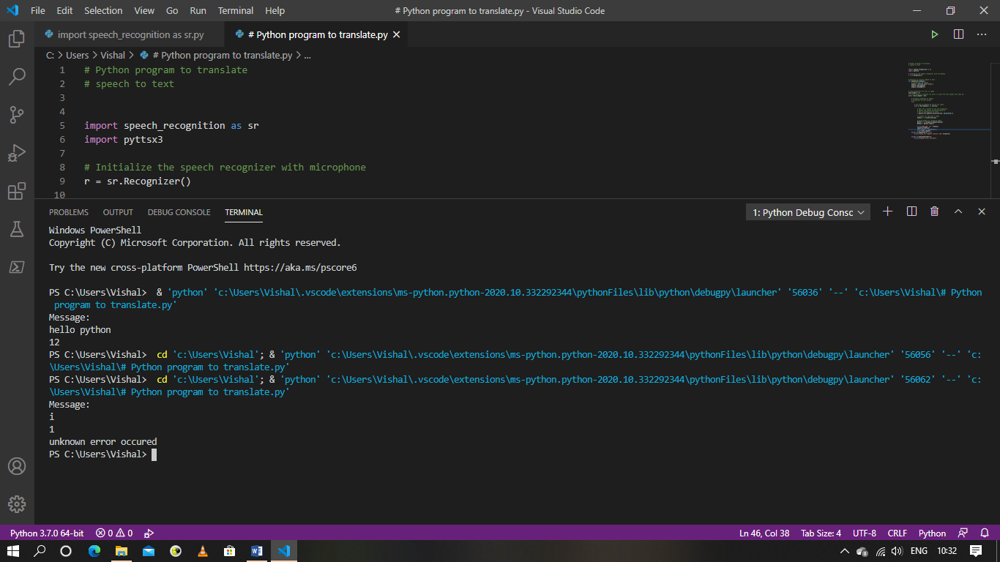 File Edit Selection View Go Run Terminal Help # Python program to translate.py - Visual Studio Code
import speech_recognition as sr.py # Python program to translate.py
C: > Users > Vishal > # Python program to translate.py > ...
1 # Python program to translate
2 # speech to text
3
4
5 import speech_recognition as sr
6 import pyttsx3
7
8 # Initialize the speech recognizer with microphone
9 r = sr.Recognizer()
10
PROBLEMS OUTPUT DEBUG CONSOLE TERMINAL 1: Python Debug Consc
Windows PowerShell
Copyright (C) Microsoft Corporation. All rights reserved.
Try the new cross-platform PowerShell https://aka.ms/pscore6
PS C:\Users\Vishal> & 'python' 'c:\Users\Vishal\.vscode\extensions\ms-python.python-2020.10.332292344\pythonFiles\lib\python\debugpy\launcher' '56036' '--' 'c:\Users\Vishal\# Python
program to translate.py'
Message:
hello python
12
PS C:\Users\Vishal> cd 'c:\Users\Vishal'; & 'python' 'c:\Users\Vishal\.vscode\extensions\ms-python.python-2020.10.332292344\pythonFiles\lib\python\debugpy\launcher' '56056' '--' 'c:
\Users\Vishal\# Python program to translate.py'
PS C:\Users\Vishal> cd 'c:\Users\Vishal'; & 'python' 'c:\Users\Vishal\.vscode\extensions\ms-python.python-2020.10.332292344\pythonFiles\lib\python\debugpy\launcher' '56062' '--' 'c:
\Users\Vishal\# Python program to translate.py'
Message:
i
1
unknown error occured
PS C:\Users\Vishal>
Python 3.7.0 64-bit 0 0 Ln 46, Col 38 Tab Size: 4 UTF-8 CRLF Python
ENG 10:32